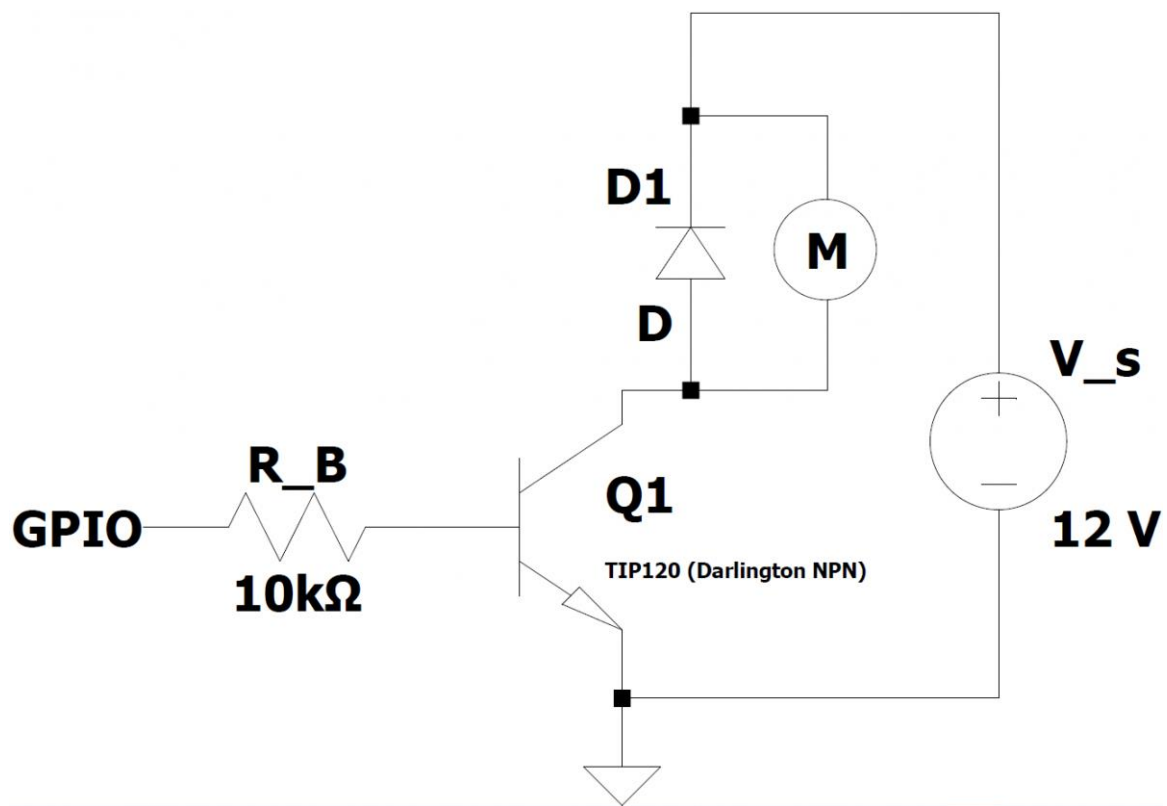 D1
M
D
V_s
R_B
Q1
GPIO
12 V
TIP120 (Darlington NPN)
10kΩ